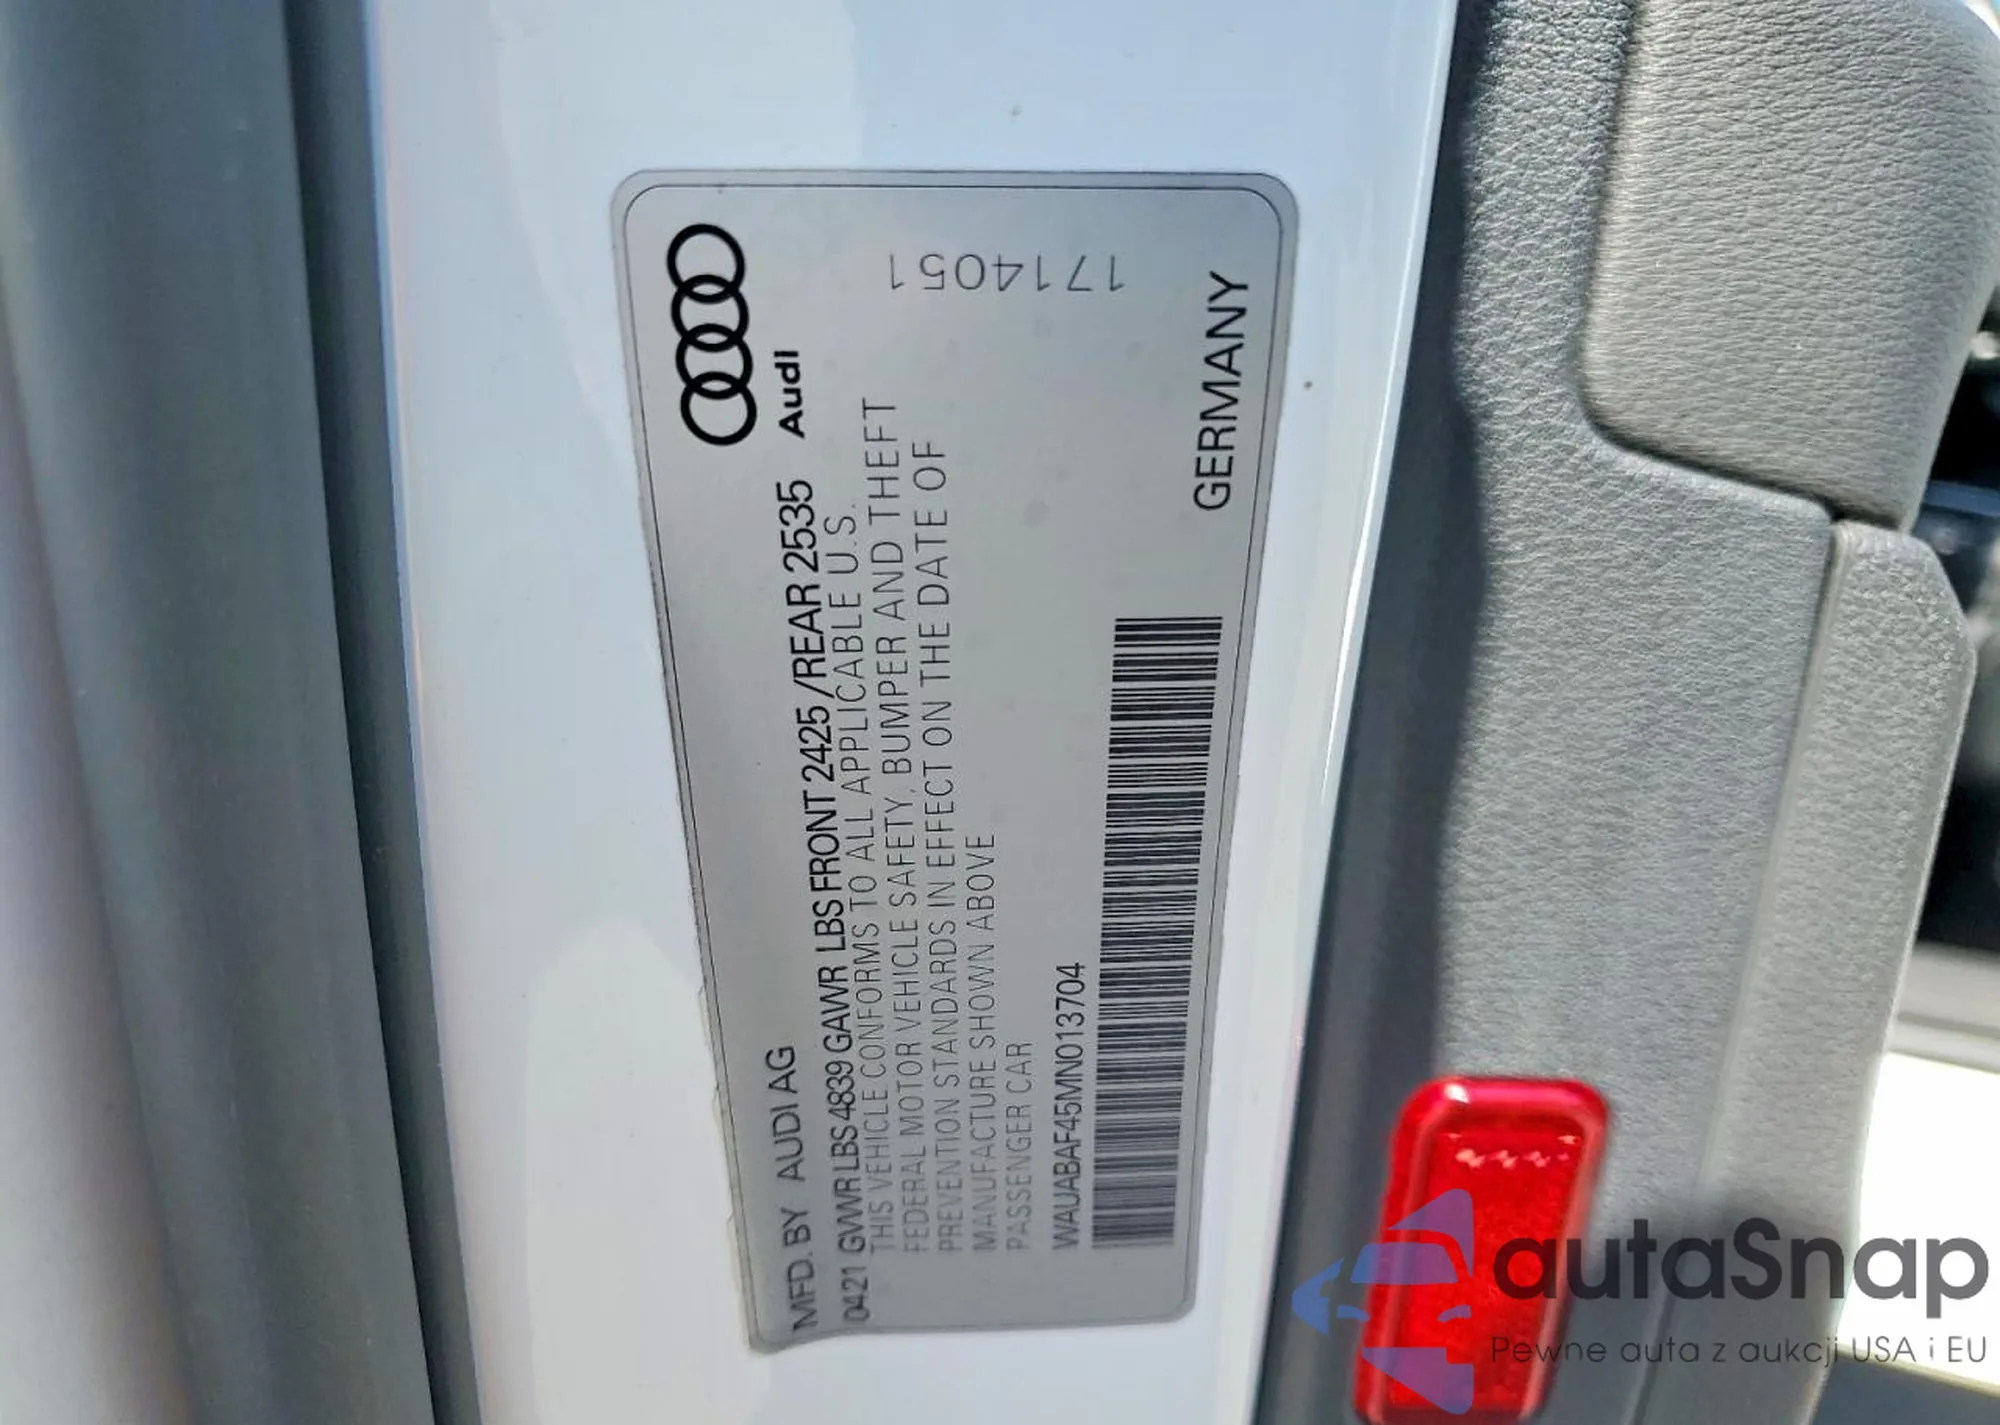 MFD. BY AUDI AG
Audi
0421 GVWR LBS 4839 GAWR LBS FRONT 2425 / REAR 2535
THIS VEHICLE CONFORMS TO ALL APPLICABLE U.S.
FEDERAL MOTOR VEHICLE SAFETY, BUMPER AND THEFT
PREVENTION STANDARDS IN EFFECT ON THE DATE OF
MANUFACTURE SHOWN ABOVE
PASSENGER CAR
WAUABAF45MN013704
GERMANY
1714051
autaSnap
Pewne auta z aukcji USA i EU